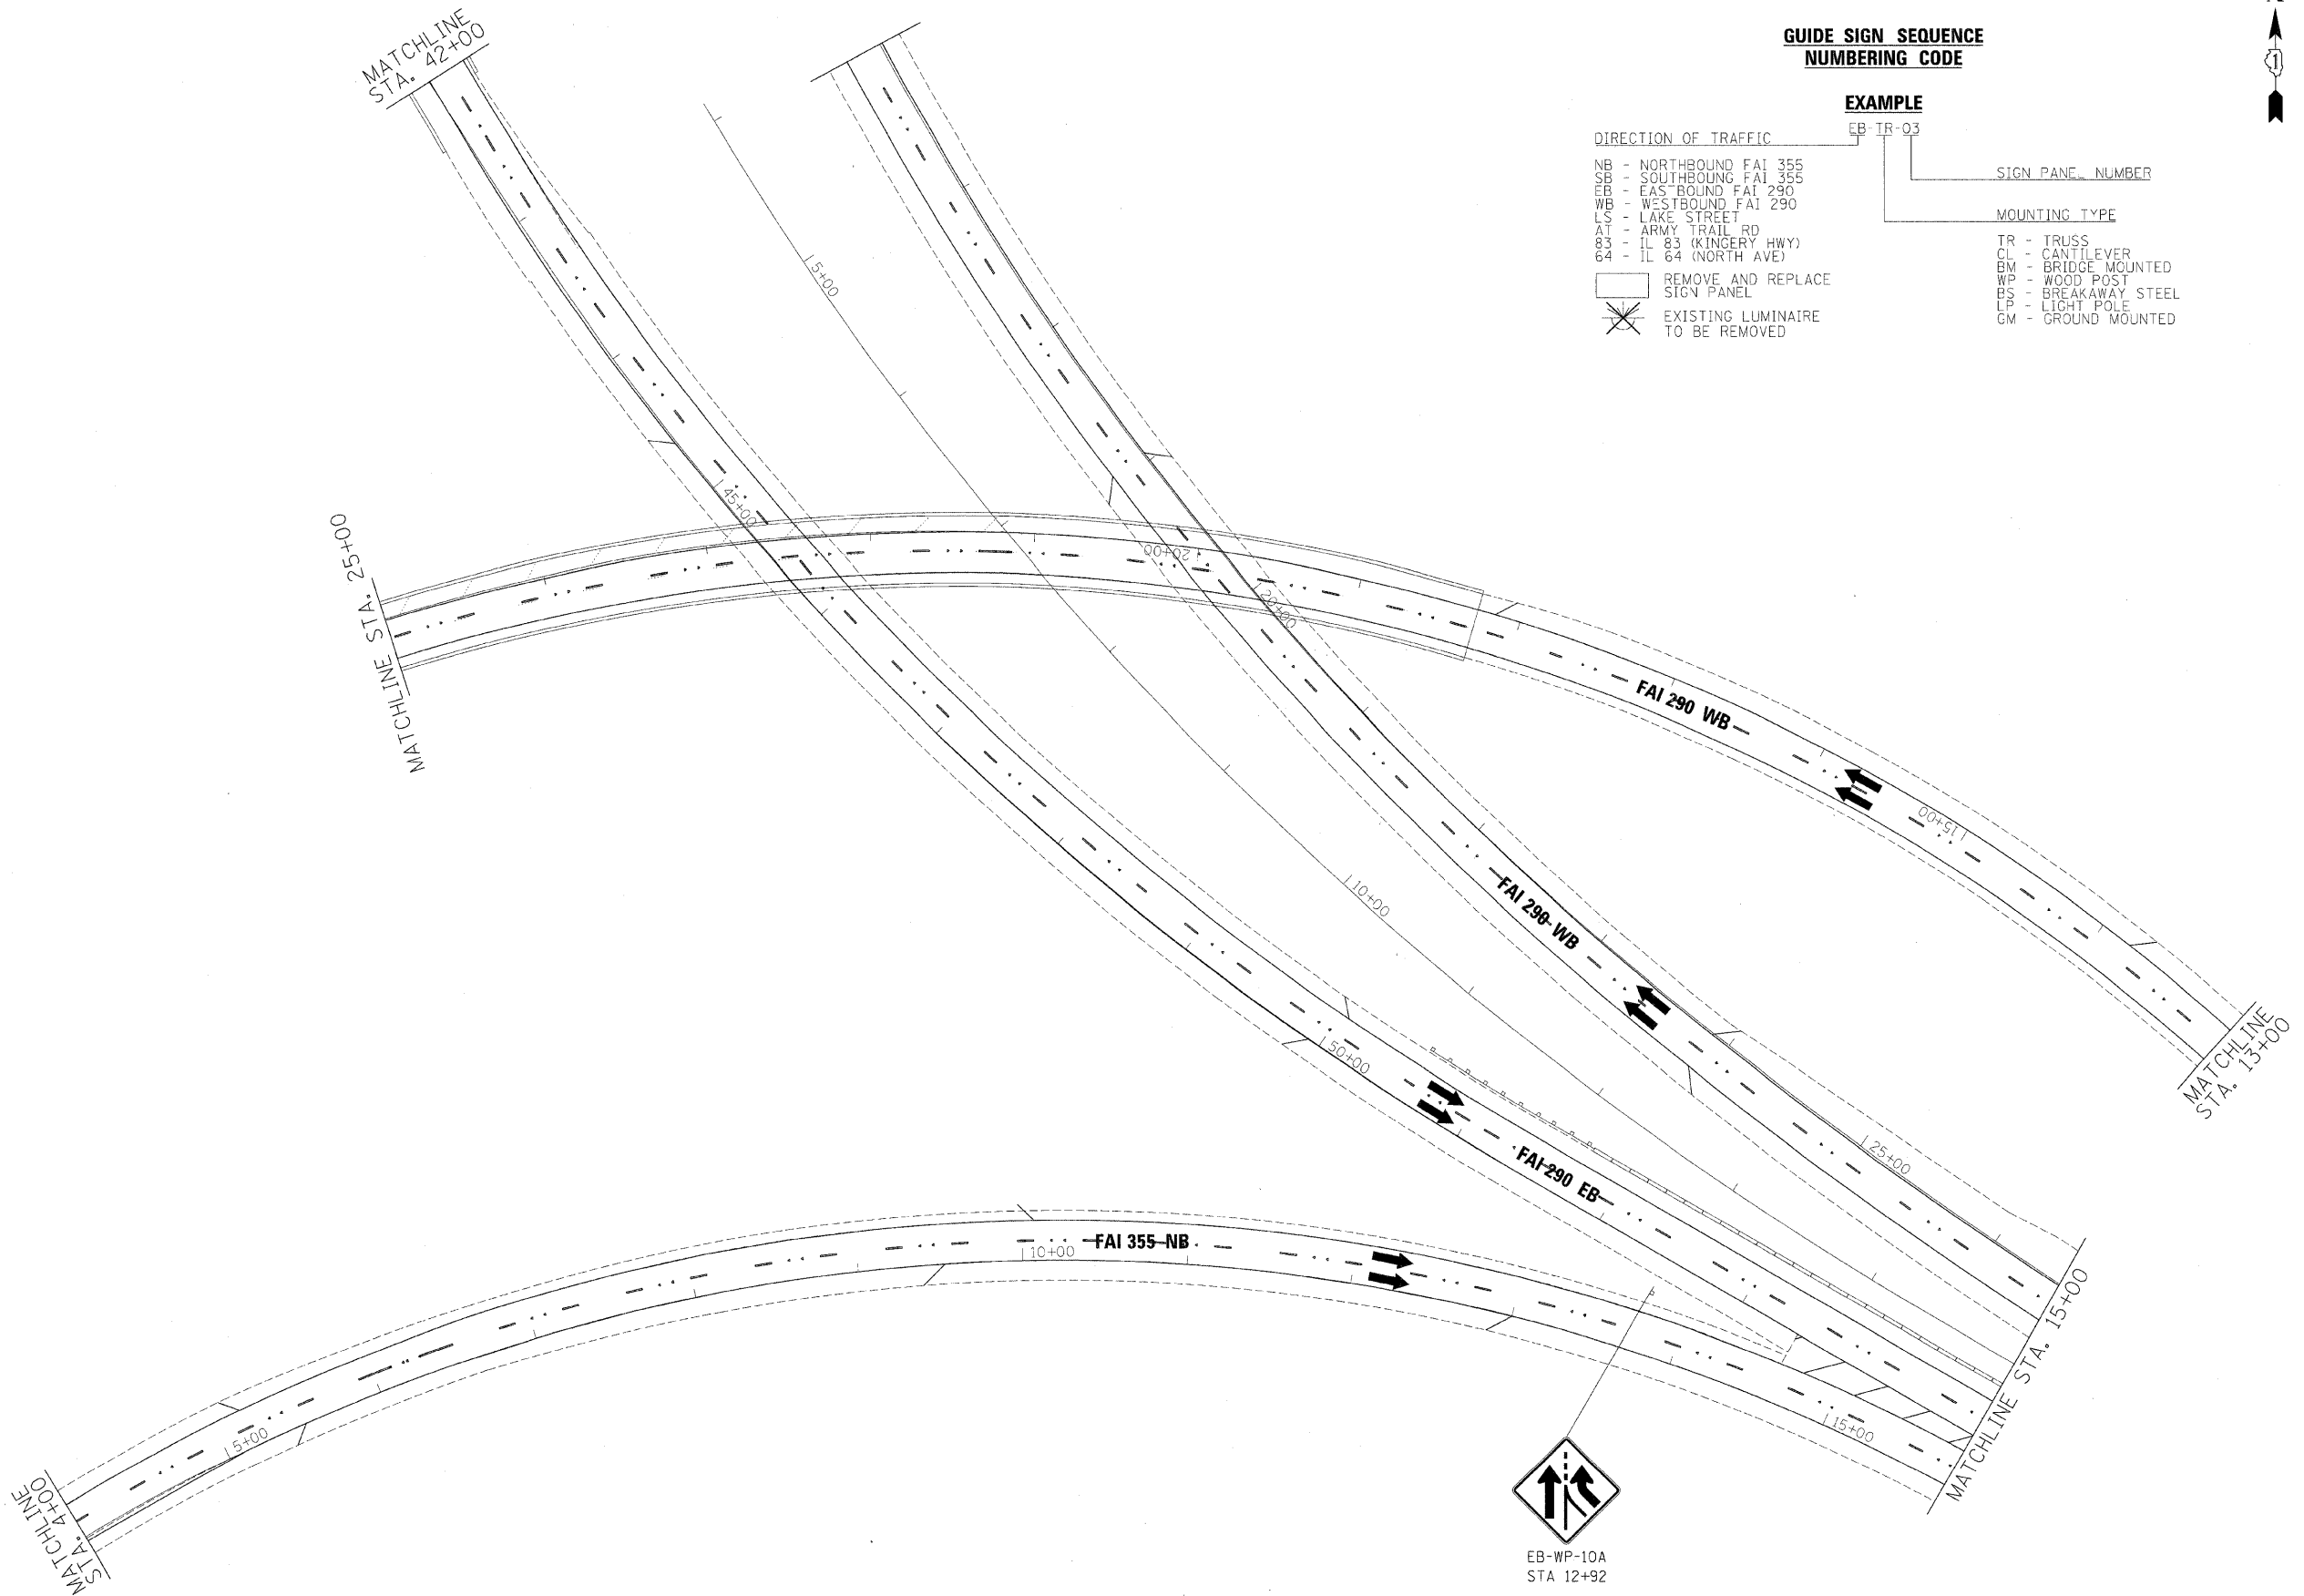 MATCHLINE
STA. 42+00
GUIDE SIGN SEQUENCE
NUMBERING CODE
EXAMPLE
EB-TR-03
DIRECTION OF TRAFFIC
NB - NORTHBOUND FAI 355
SB - SOUTHBOUNG FAI 355
EB - EASTBOUND FAI 290
WB - WESTBOUND FAI 290
LS - LAKE STREET
AT - ARMY TRAIL RD
83 - IL 83 (KINGERY HWY)
64 - IL 64 (NORTH AVE)
REMOVE AND REPLACE
SIGN PANEL
EXISTING LUMINAIRE
TO BE REMOVED
SIGN PANEL NUMBER
MOUNTING TYPE
TR - TRUSS
CL - CANTILEVER
BM - BRIDGE MOUNTED
WP - WOOD POST
BS - BREAKAWAY STEEL
LP - LIGHT POLE
GM - GROUND MOUNTED
1
5+00
45+00
20+00
20+00
MATCHLINE STA. 25+00
FAI 290 WB
15+00
10+00
FAI 290 WB
MATCHLINE
STA. 13+00
50+00
25+00
FAI 290 EB
10+00
FAI 355 NB
5+00
15+00
MATCHLINE STA. 15+00
MATCHLINE
STA. 4+00
EB-WP-10A
STA 12+92